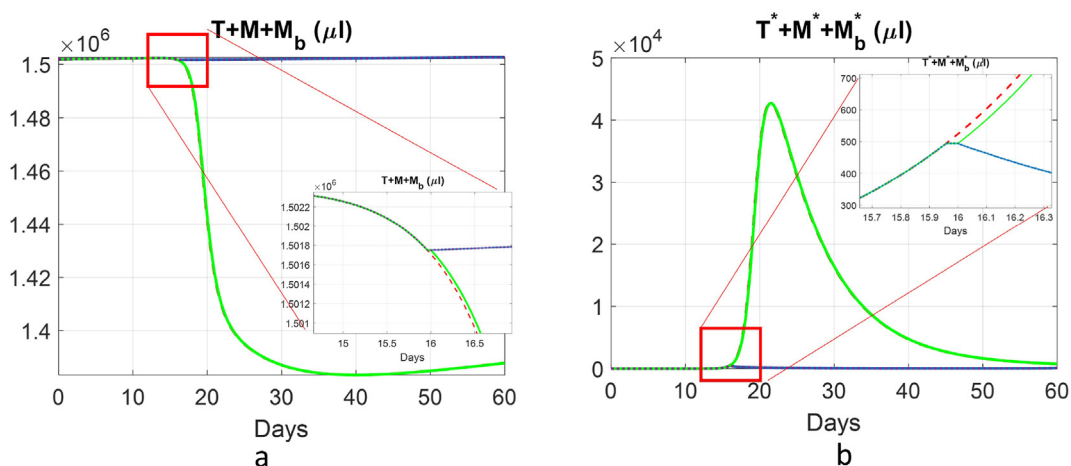 T+M+M_b (μl)
×10^6
1.5
1.48
1.46
1.44
1.42
1.4
0 10 20 30 40 50 60
Days
a
T+M+M_b (μl)
×10^6
1.5022
1.502
1.5018
1.5016
1.5014
1.5012
1.501
15 15.5 16 16.5
Days
T*+M*+M*_b (μl)
×10^4
5
4
3
2
1
0
0 10 20 30 40 50 60
Days
b
T*+M*+M*_b (μl)
700
600
500
400
300
15.7 15.8 15.9 16 16.1 16.2 16.3
Days